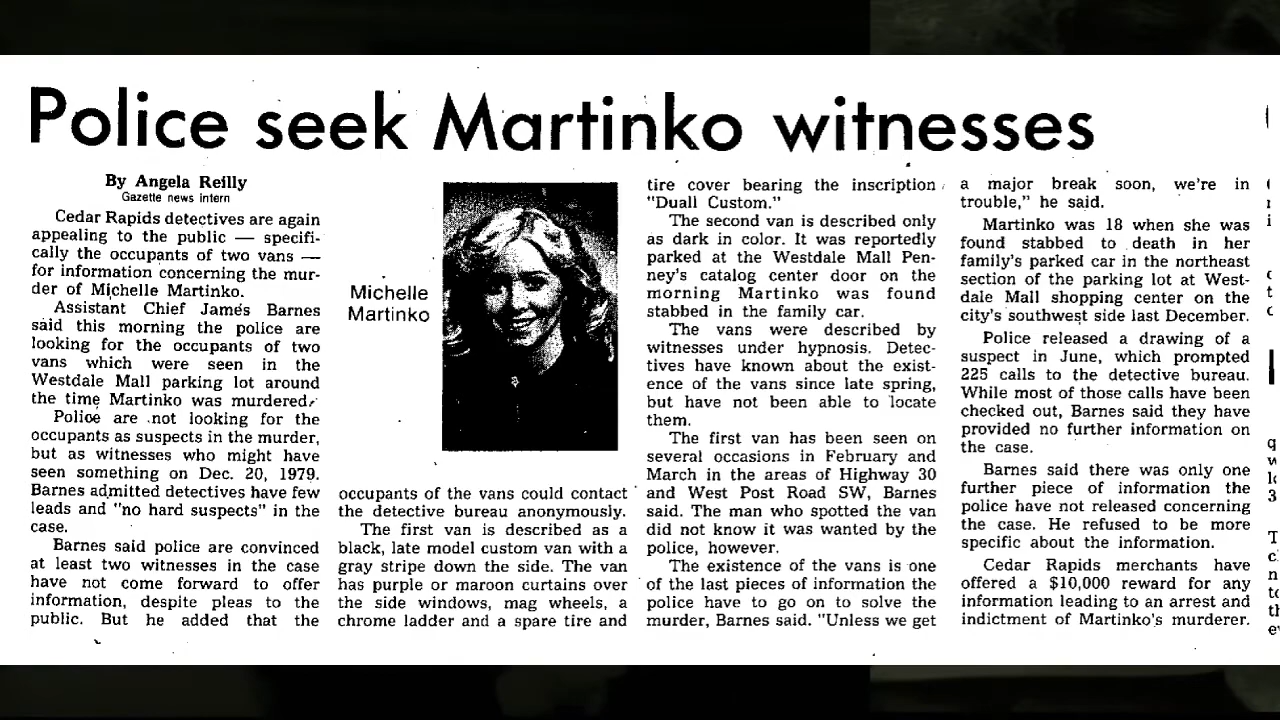 Police seek Martinko witnesses
By Angela Reilly
Gazette news intern
Cedar Rapids detectives are again
appealing to the public — specifi-
cally the occupants of two vans —
for information concerning the mur-
der of Michelle Martinko.
Assistant Chief James Barnes
said this morning the police are
looking for the occupants of two
vans which were seen in the
Westdale Mall parking lot around
the time Martinko was murdered.
Police are not looking for the
occupants as suspects in the murder,
but as witnesses who might have
seen something on Dec. 20, 1979.
Barnes admitted detectives have few
leads and "no hard suspects" in the
case.
Barnes said police are convinced
at least two witnesses in the case
have not come forward to offer
information, despite pleas to the
public. But he added that the
Michelle
Martinko
occupants of the vans could contact
the detective bureau anonymously.
The first van is described as a
black, late model custom van with a
gray stripe down the side. The van
has purple or maroon curtains over
the side windows, mag wheels, a
chrome ladder and a spare tire and
tire cover bearing the inscription
"Duall Custom."
The second van is described only
as dark in color. It was reportedly
parked at the Westdale Mall Pen-
ney's catalog center door on the
morning Martinko was found
stabbed in the family car.
The vans were described by
witnesses under hypnosis. Detec-
tives have known about the exist-
ence of the vans since late spring,
but have not been able to locate
them.
The first van has been seen on
several occasions in February and
March in the areas of Highway 30
and West Post Road SW, Barnes
said. The man who spotted the van
did not know it was wanted by the
police, however.
The existence of the vans is one
of the last pieces of information the
police have to go on to solve the
murder, Barnes said. "Unless we get
a major break soon, we're in
trouble," he said.
Martinko was 18 when she was
found stabbed to death in her
family's parked car in the northeast
section of the parking lot at West-
dale Mall shopping center on the
city's southwest side last December.
Police released a drawing of a
suspect in June, which prompted
225 calls to the detective bureau.
While most of those calls have been
checked out, Barnes said they have
provided no further information on
the case.
Barnes said there was only one
further piece of information the
police have not released concerning
the case. He refused to be more
specific about the information.
Cedar Rapids merchants have
offered a $10,000 reward for any
information leading to an arrest and
indictment of Martinko's murderer.